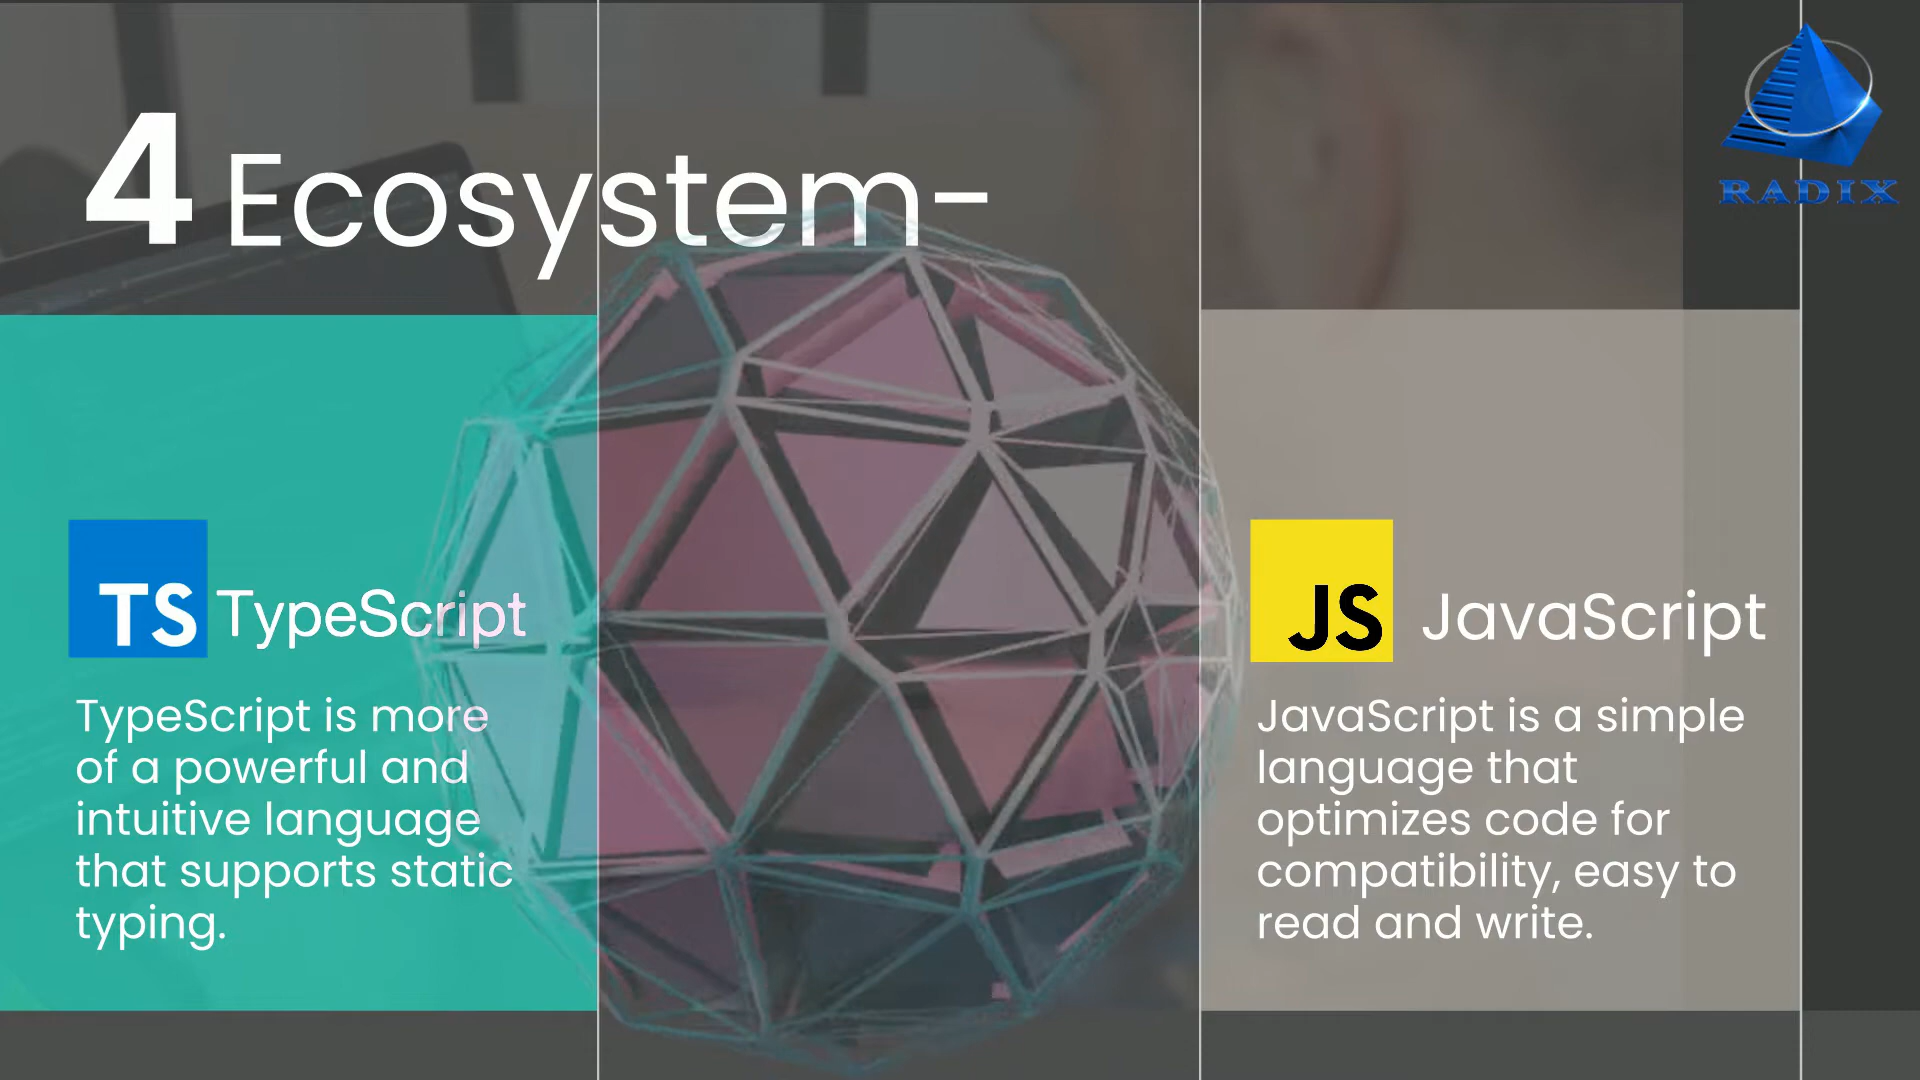 4 Ecosystem-
RADIX
TS TypeScript
TypeScript is more
of a powerful and
intuitive language
that supports static
typing.
JS JavaScript
JavaScript is a simple
language that
optimizes code for
compatibility, easy to
read and write.